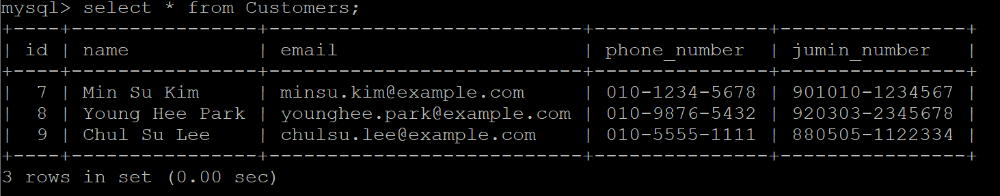 mysql> select * from Customers;
+----+----------------+---------------------------+---------------+----------------+
| id | name           | email                     | phone_number  | jumin_number   |
+----+----------------+---------------------------+---------------+----------------+
|  7 | Min Su Kim     | minsu.kim@example.com     | 010-1234-5678 | 901010-1234567 |
|  8 | Young Hee Park | younghee.park@example.com | 010-9876-5432 | 920303-2345678 |
|  9 | Chul Su Lee    | chulsu.lee@example.com    | 010-5555-1111 | 880505-1122334 |
+----+----------------+---------------------------+---------------+----------------+
3 rows in set (0.00 sec)